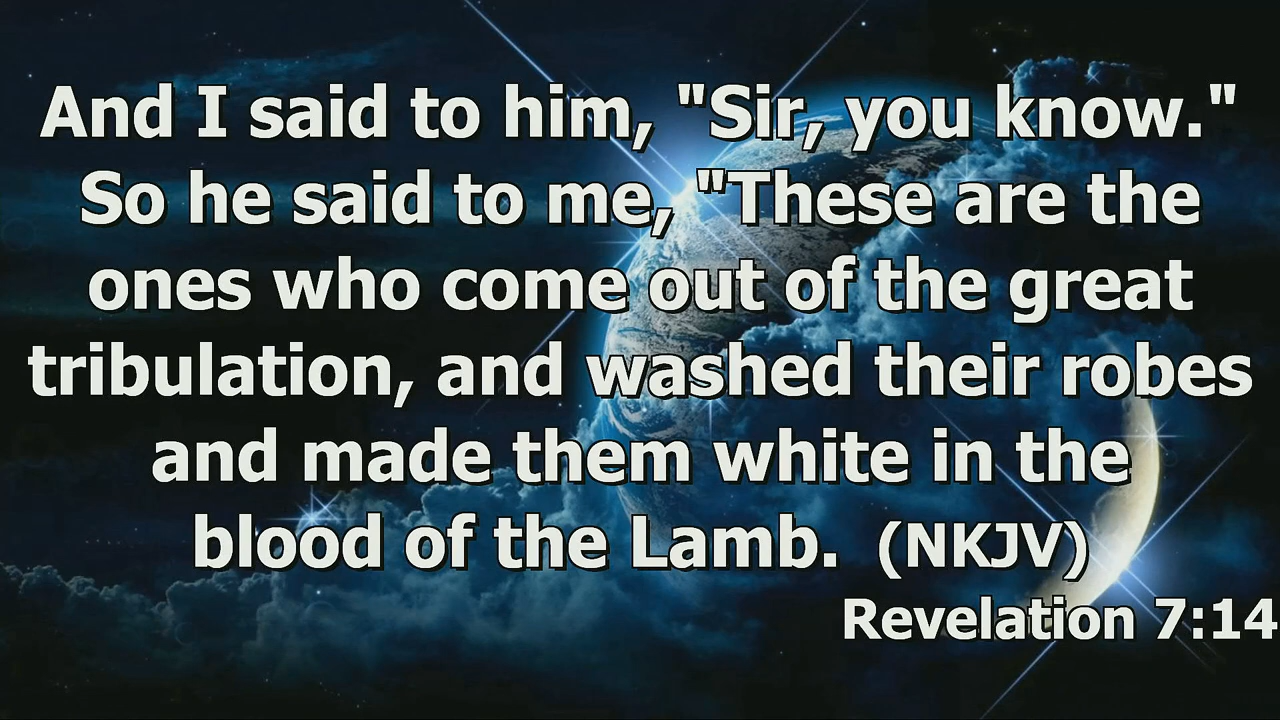 And I said to him, "Sir, you know."
So he said to me, "These are the
ones who come out of the great
tribulation, and washed their robes
and made them white in the
blood of the Lamb. (NKJV)
Revelation 7:14